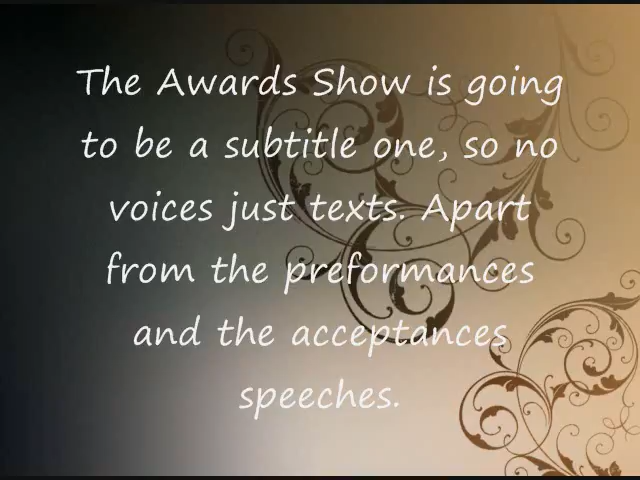 The Awards Show is going
to be a subtitle one, so no
voices just texts. Apart
from the preformances
and the acceptances
speeches.